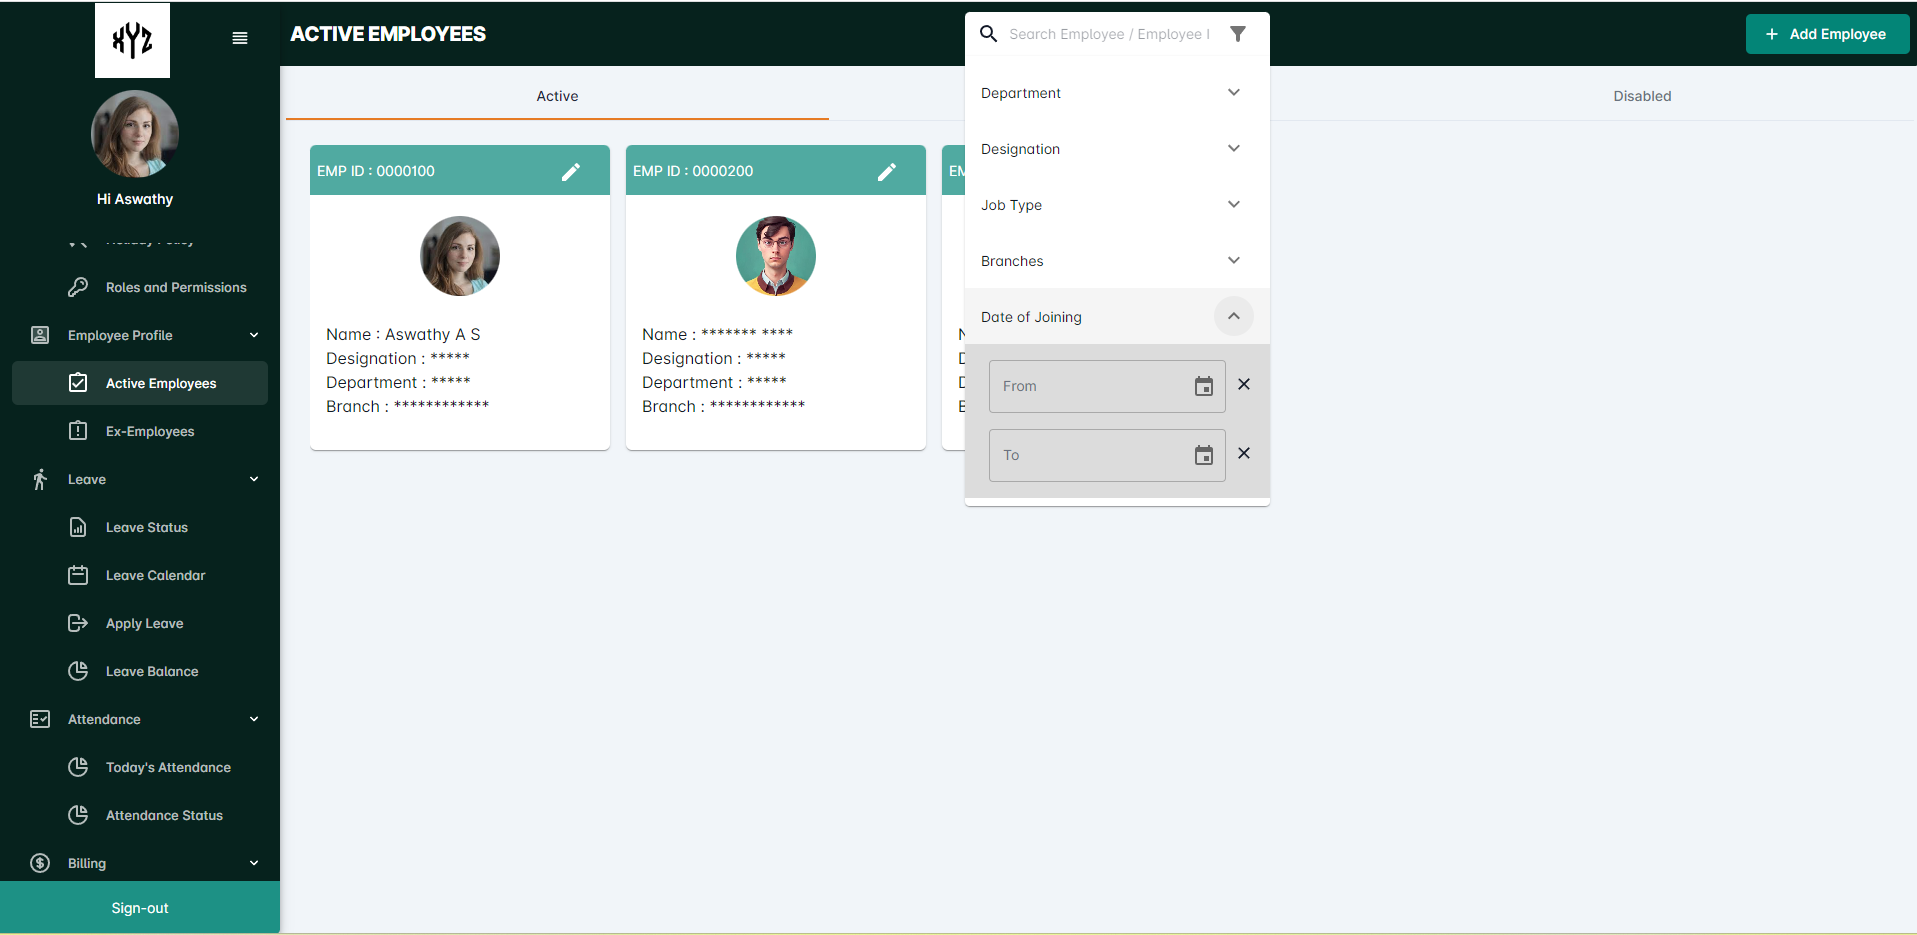 XYZ
Hi Aswathy
Holiday Policy
Roles and Permissions
Employee Profile
Active Employees
Ex-Employees
Leave
Leave Status
Leave Calendar
Apply Leave
Leave Balance
Attendance
Today's Attendance
Attendance Status
Billing
Sign-out
ACTIVE EMPLOYEES
Search Employee / Employee I
Add Employee
Active
Disabled
EMP ID : 0000100
Name : Aswathy A S
Designation : *****
Department : *****
Branch : ************
EMP ID : 0000200
Name : ******* ****
Designation : *****
Department : *****
Branch : ************
Department
Designation
Job Type
Branches
Date of Joining
From
To